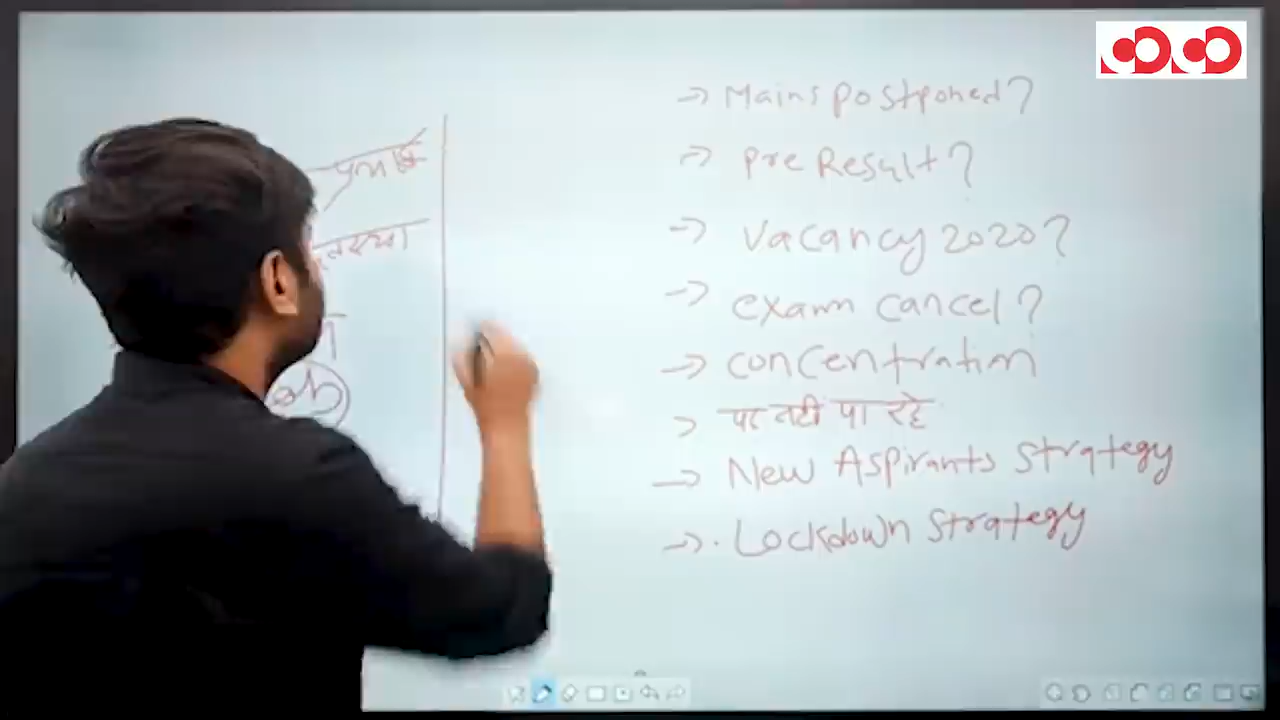 → Mains postponed?
→ Pre Result?
→ Vacancy 2020?
→ exam cancel?
→ concentration
→ पढ नही पा रहे
→ New Aspirants Strategy
→ Lockdown Strategy